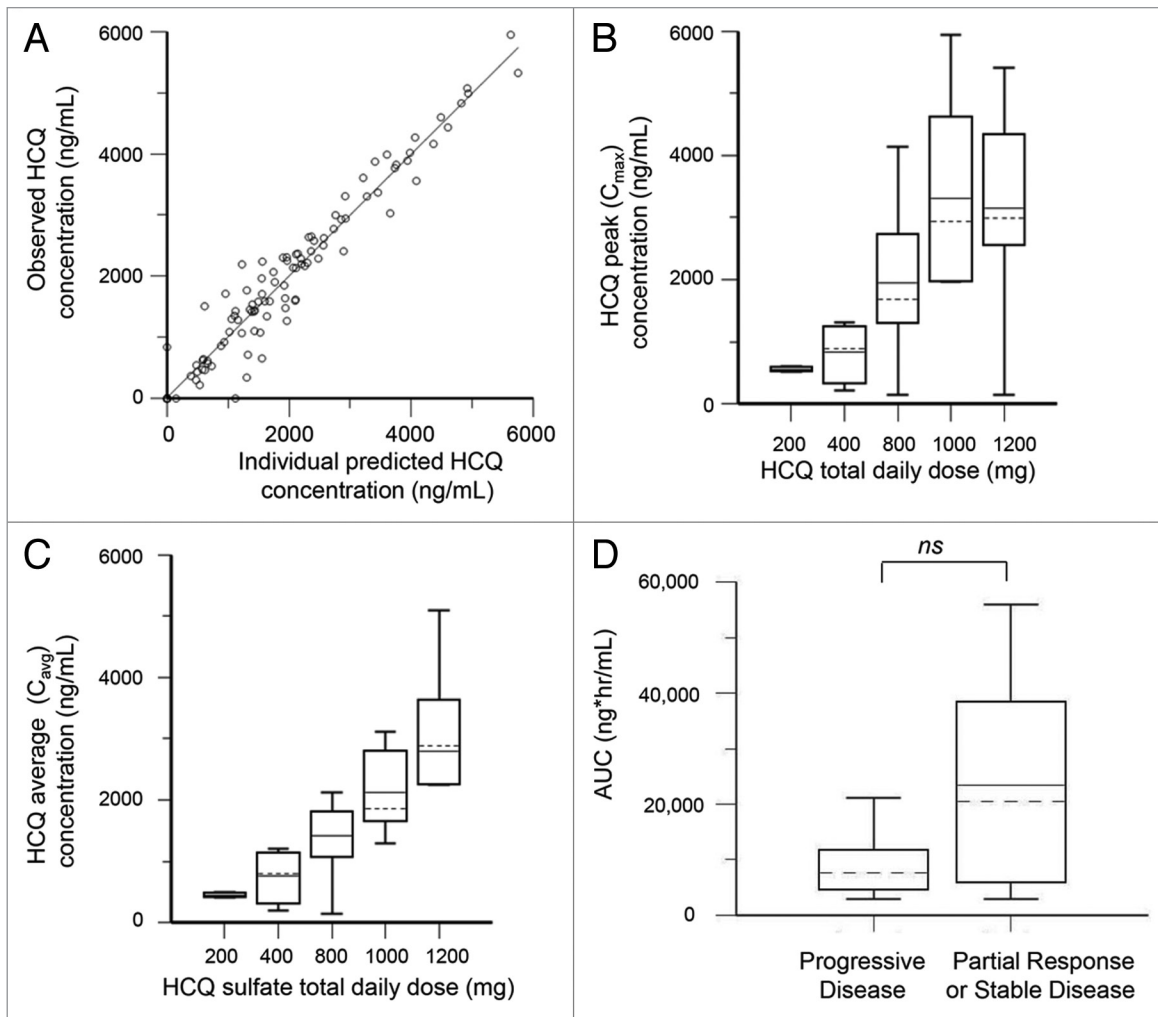 A
6000
4000
2000
0
Observed HCQ
concentration (ng/mL)
0 2000 4000 6000
Individual predicted HCQ
concentration (ng/mL)
B
6000
4000
2000
0
HCQ peak (Cmax)
concentration (ng/mL)
200 400 800 1000 1200
HCQ total daily dose (mg)
C
6000
4000
2000
0
HCQ average (Cavg)
concentration (ng/mL)
200 400 800 1000 1200
HCQ sulfate total daily dose (mg)
D
ns
60,000
40,000
20,000
0
AUC (ng*hr/mL)
Progressive
Disease
Partial Response
or Stable Disease